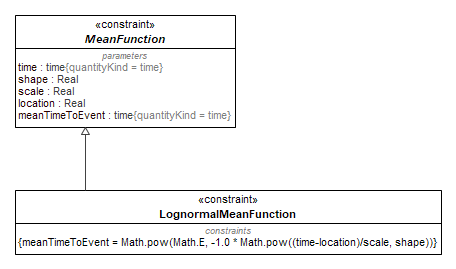 «constraint»
MeanFunction
parameters
time : time{quantityKind = time}
shape : Real
scale : Real
location : Real
meanTimeToEvent : time{quantityKind = time}
«constraint»
LognormalMeanFunction
constraints
{meanTimeToEvent = Math.pow(Math.E, -1.0 * Math.pow((time-location)/scale, shape))}